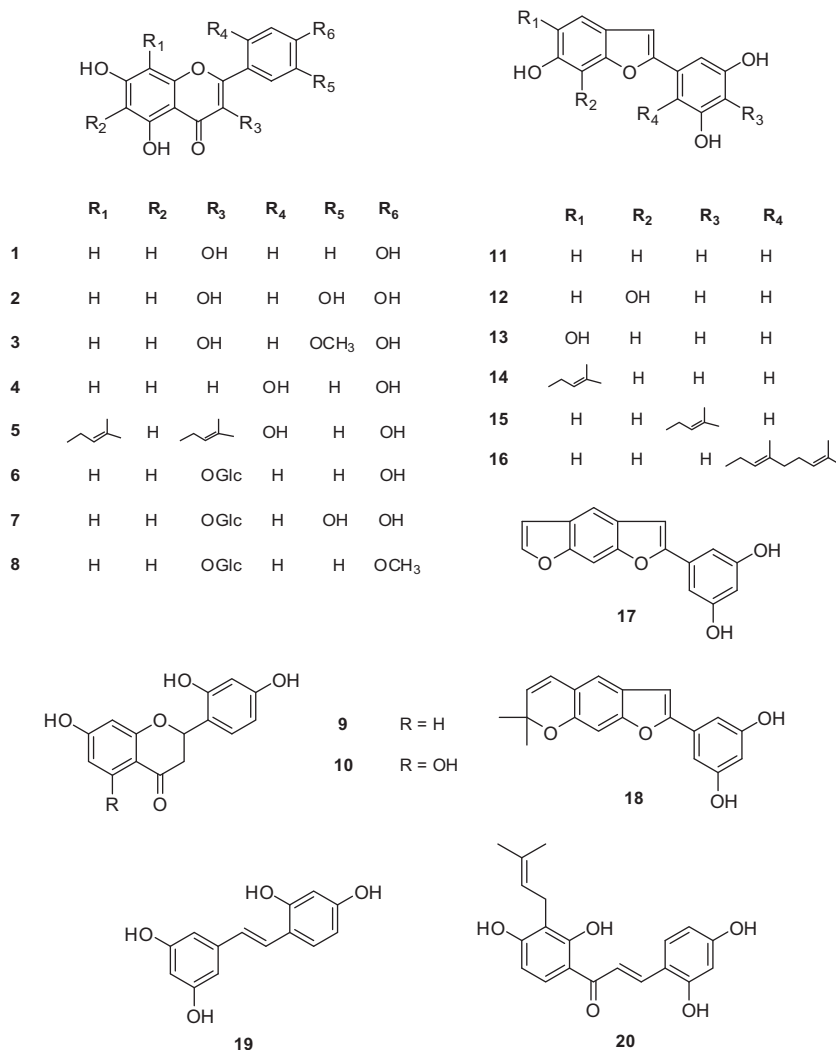 R1 R4 R6
HO O R5
R2 R3
OH O
R1 R2 R3 R4 R5 R6
1 H H OH H H OH
2 H H OH H OH OH
3 H H OH H OCH3 OH
4 H H H OH H OH
5 H OH H OH
6 H H OGlc H H OH
7 H H OGlc H OH OH
8 H H OGlc H H OCH3
R1 OH
HO O
R2 R4 R3
OH
R1 R2 R3 R4
11 H H H H
12 H OH H H
13 OH H H H
14 H H H
15 H H H
16 H H H
O O OH
OH
17
HO OH
HO O
R O
9 R = H
10 R = OH
O O OH
OH
18
HO OH
HO
OH
19
HO OH OH
O OH
20